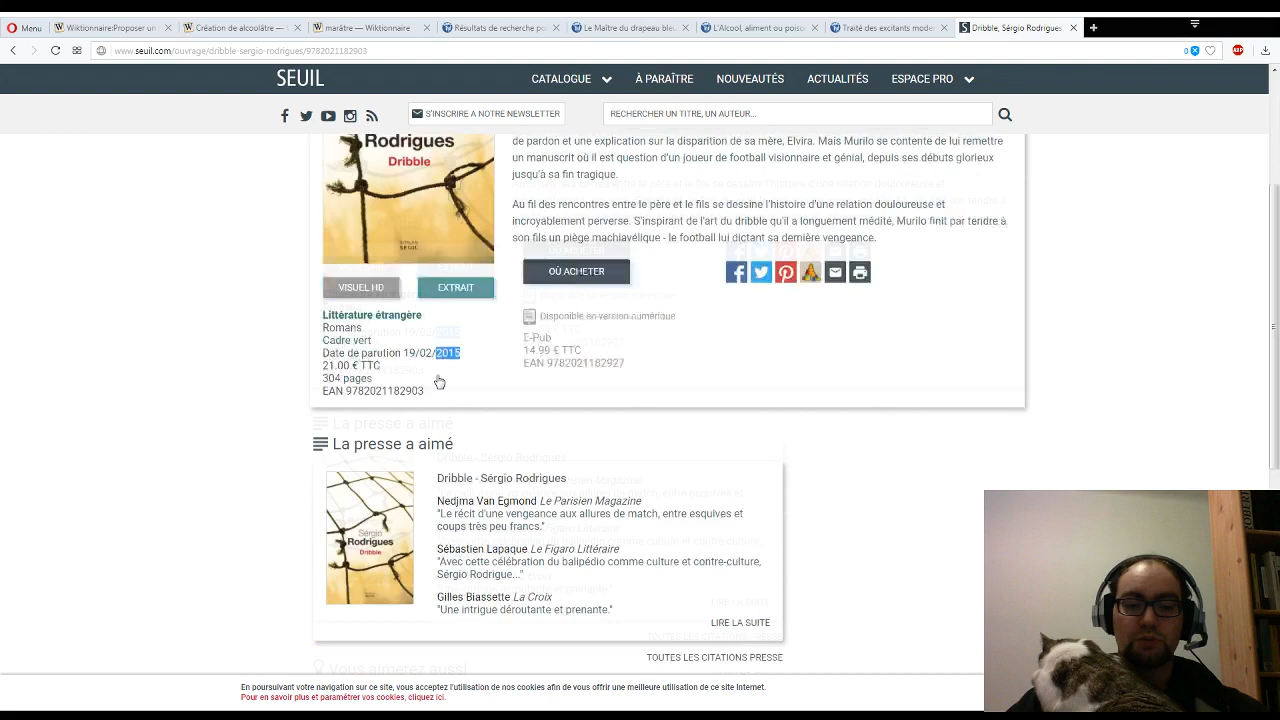 Menu
Wiktionnaire:Proposer un
Création de alcoolâtre —
marâtre — Wiktionnaire
Résultats de recherche po
Le Maître du drapeau bleu
L'Alcool, aliment ou poiso
Traité des excitants moder
Dribble, Sérgio Rodrigues
www.seuil.com/ouvrage/dribble-sergio-rodrigues/9782021182903
0
ABP
SEUIL
CATALOGUE
À PARAÎTRE
NOUVEAUTÉS
ACTUALITÉS
ESPACE PRO
S'INSCRIRE A NOTRE NEWSLETTER
RECHERCHER UN TITRE, UN AUTEUR...
Rodrigues
Dribble
SEUIL
de pardon et une explication sur la disparition de sa mère, Elvira. Mais Murilo se contente de lui remettre
un manuscrit où il est question d'un joueur de football visionnaire et génial, depuis ses débuts glorieux
jusqu'à sa fin tragique.
Au fil des rencontres entre le père et le fils se dessine l'histoire d'une relation douloureuse et
incroyablement perverse. S'inspirant de l'art du dribble qu'il a longuement médité, Murilo finit par tendre à
son fils un piège machiavélique - le football lui dictant sa dernière vengeance.
OÙ ACHETER
VISUEL HD
EXTRAIT
Littérature étrangère
Romans
Cadre vert
Date de parution 19/02/2015
21.00 € TTC
304 pages
EAN 9782021182903
Disponible en version numérique
E-Pub
14.99 € TTC
EAN 9782021182927
La presse a aimé
Sérgio
Rodrigues
Dribble
Dribble - Sérgio Rodrigues
Nedjma Van Egmond Le Parisien Magazine
"Le récit d'une vengeance aux allures de match, entre esquives et
coups très peu francs."
Sébastien Lapaque Le Figaro Littéraire
"Avec cette célébration du balipédio comme culture et contre-culture,
Sérgio Rodrigue..."
Gilles Biassette La Croix
"Une intrigue déroutante et prenante."
LIRE LA SUITE
TOUTES LES CITATIONS PRESSE
Vous aimerez aussi
En poursuivant votre navigation sur ce site, vous acceptez l'utilisation de nos cookies afin de vous offrir une meilleure utilisation de ce site Internet.
Pour en savoir plus et paramétrer vos cookies, cliquez ici.